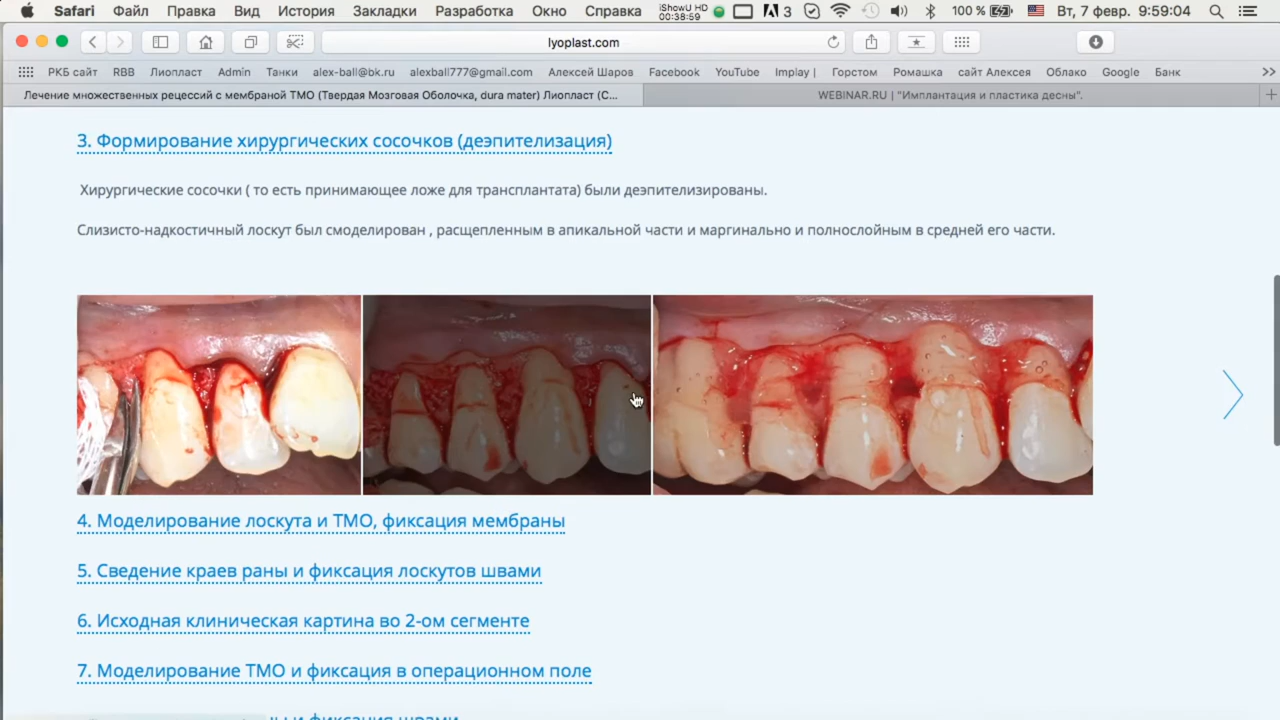 Safari Файл Правка Вид История Закладки Разработка Окно Справка iShowU HD 00:38:59 3 100 % Вт, 7 февр. 9:59:04
lyoplast.com
РКБ сайт RBB Лиопласт Admin Танки alex-ball@bk.ru alexball777@gmail.com Алексей Шаров Facebook YouTube Implay | Горстом Ромашка сайт Алексея Облако Google Банк
Лечение множественных рецессий с мембраной ТМО (Твердая Мозговая Оболочка, dura mater) Лиопласт (С... WEBINAR.RU | "Имплантация и пластика десны".
3. Формирование хирургических сосочков (деэпителизация)
Хирургические сосочки ( то есть принимающее ложе для трансплантата) были деэпителизированы.
Слизисто-надкостичный лоскут был смоделирован , расщепленным в апикальной части и маргинально и полнослойным в средней его части.
4. Моделирование лоскута и ТМО, фиксация мембраны
5. Сведение краев раны и фиксация лоскутов швами
6. Исходная клиническая картина во 2-ом сегменте
7. Моделирование ТМО и фиксация в операционном поле